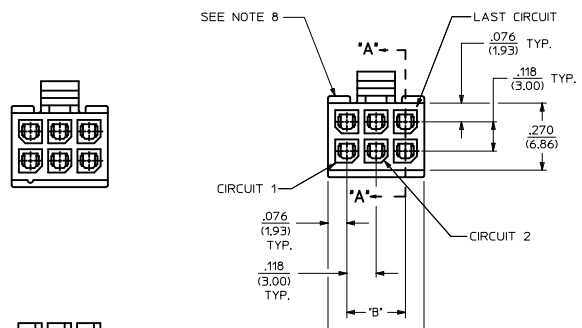 SEE NOTE 8
LAST CIRCUIT
"A"
.076
(1.93) TYP.
.118
(3.00) TYP.
.270
(6.86)
CIRCUIT 1
"A"
.076
(1.93)
TYP.
CIRCUIT 2
.118
(3.00)
TYP.
"B"